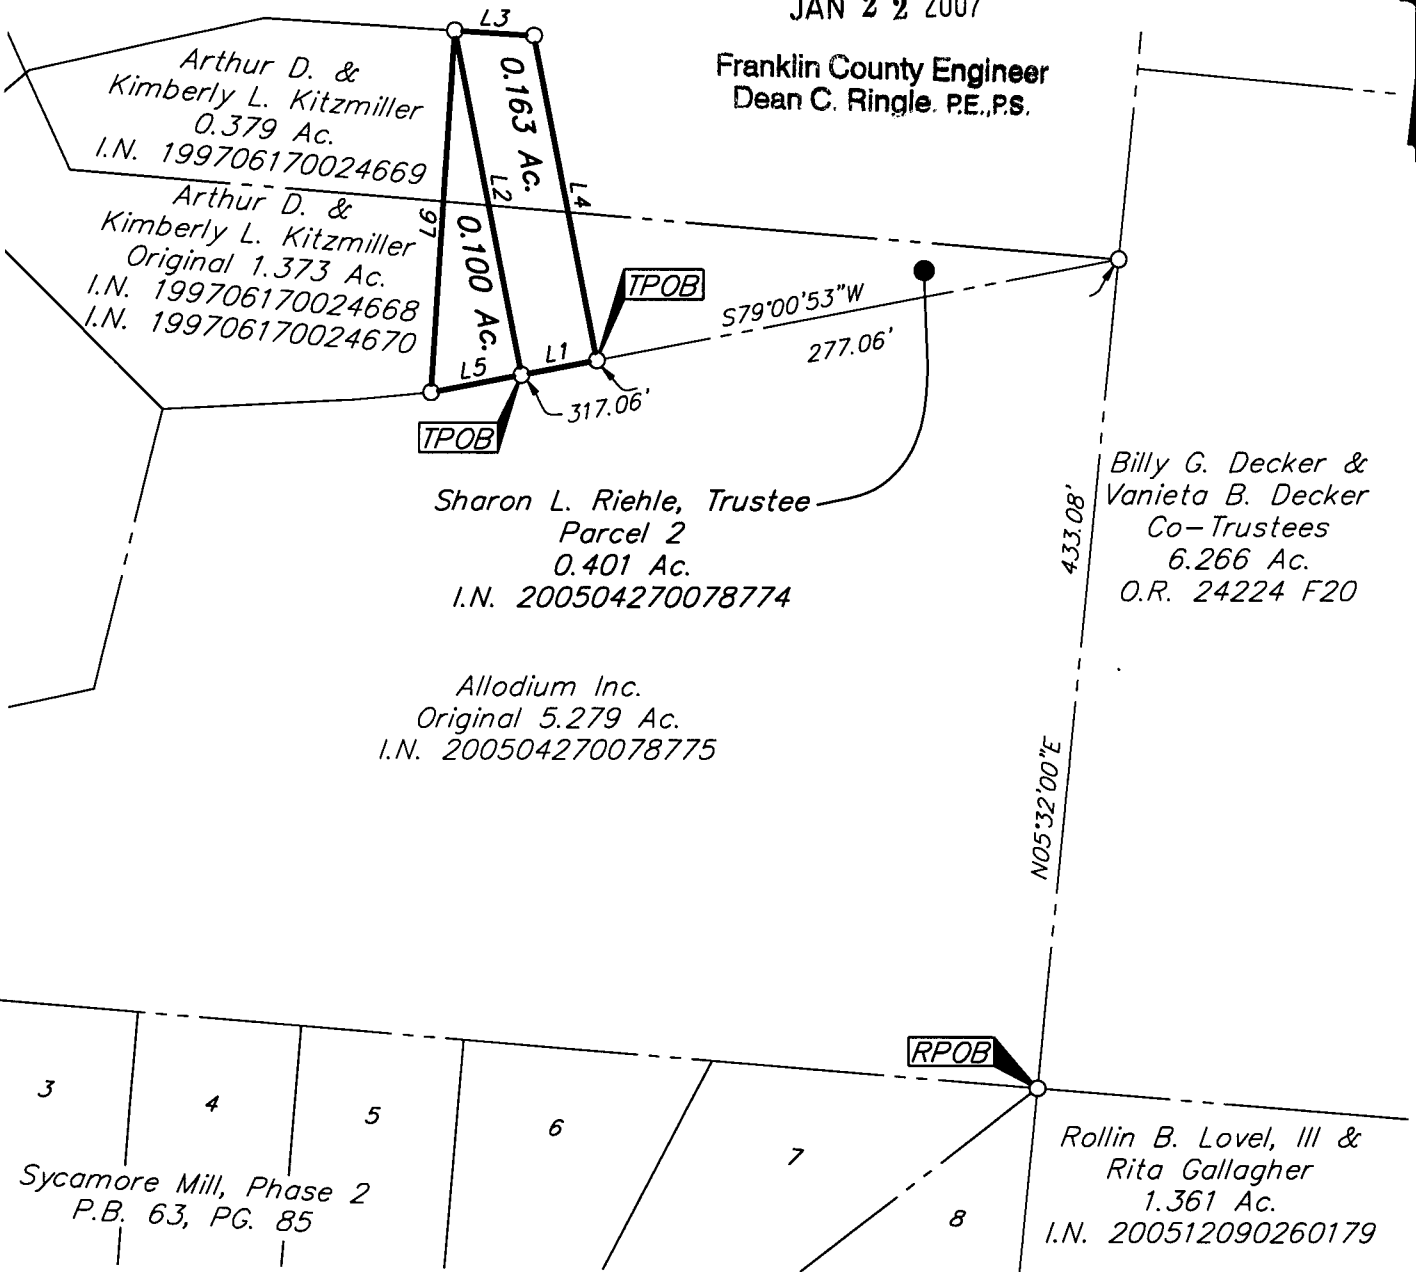 JAN 2 2 2007
Franklin County Engineer
Dean C. Ringle. P.E.,P.S.
L3
Arthur D. &
Kimberly L. Kitzmiller
0.379 Ac.
I.N. 199706170024669
0.163 Ac.
L2
L4
Arthur D. &
Kimberly L. Kitzmiller
Original 1.373 Ac.
I.N. 199706170024668
I.N. 199706170024670
0.100 Ac.
TPOB
S79°00'53"W
277.06'
L5
L1
317.06'
TPOB
Sharon L. Riehle, Trustee
Parcel 2
0.401 Ac.
I.N. 200504270078774
433.08'
Billy G. Decker &
Vanieta B. Decker
Co-Trustees
6.266 Ac.
O.R. 24224 F20
Allodium Inc.
Original 5.279 Ac.
I.N. 200504270078775
N05°32'00"E
RPOB
3
4
5
6
7
8
Sycamore Mill, Phase 2
P.B. 63, PG. 85
Rollin B. Lovel, III &
Rita Gallagher
1.361 Ac.
I.N. 200512090260179